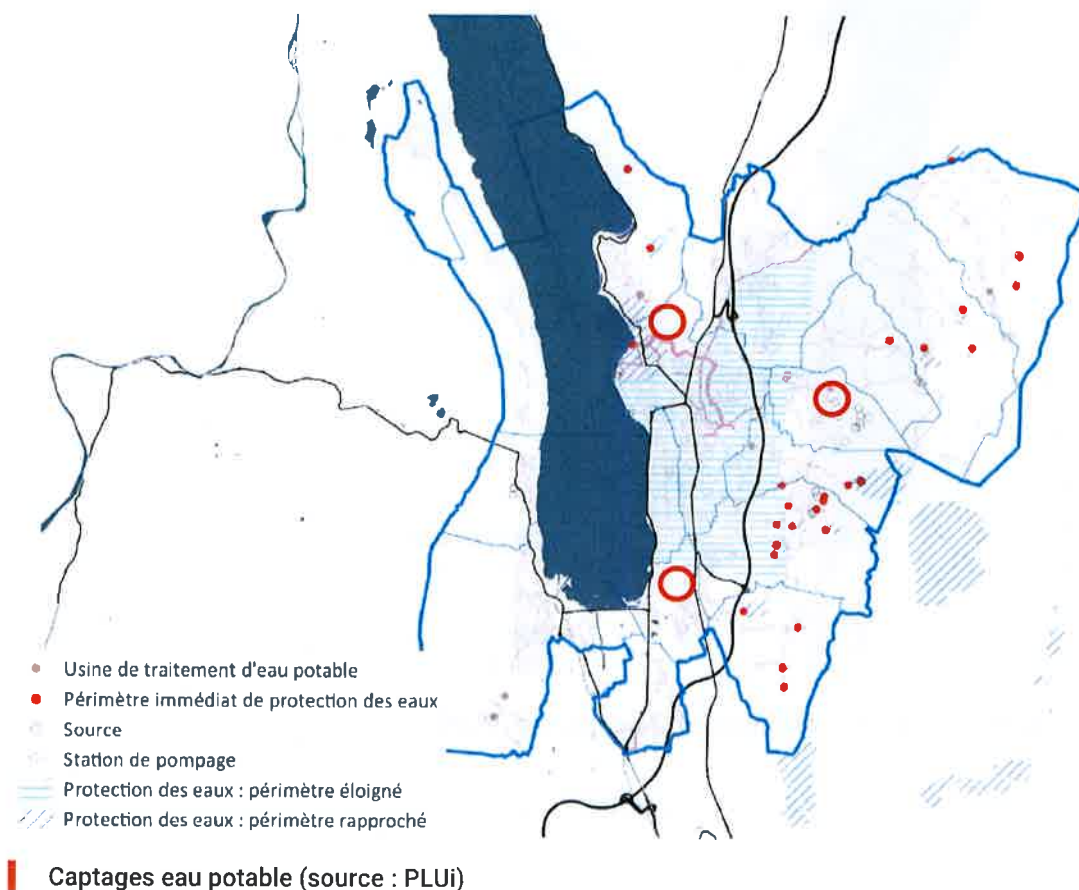 Usine de traitement d'eau potable
Périmètre immédiat de protection des eaux
Source
Station de pompage
Protection des eaux : périmètre éloigné
Protection des eaux : périmètre rapproché
Captages eau potable (source : PLUi)